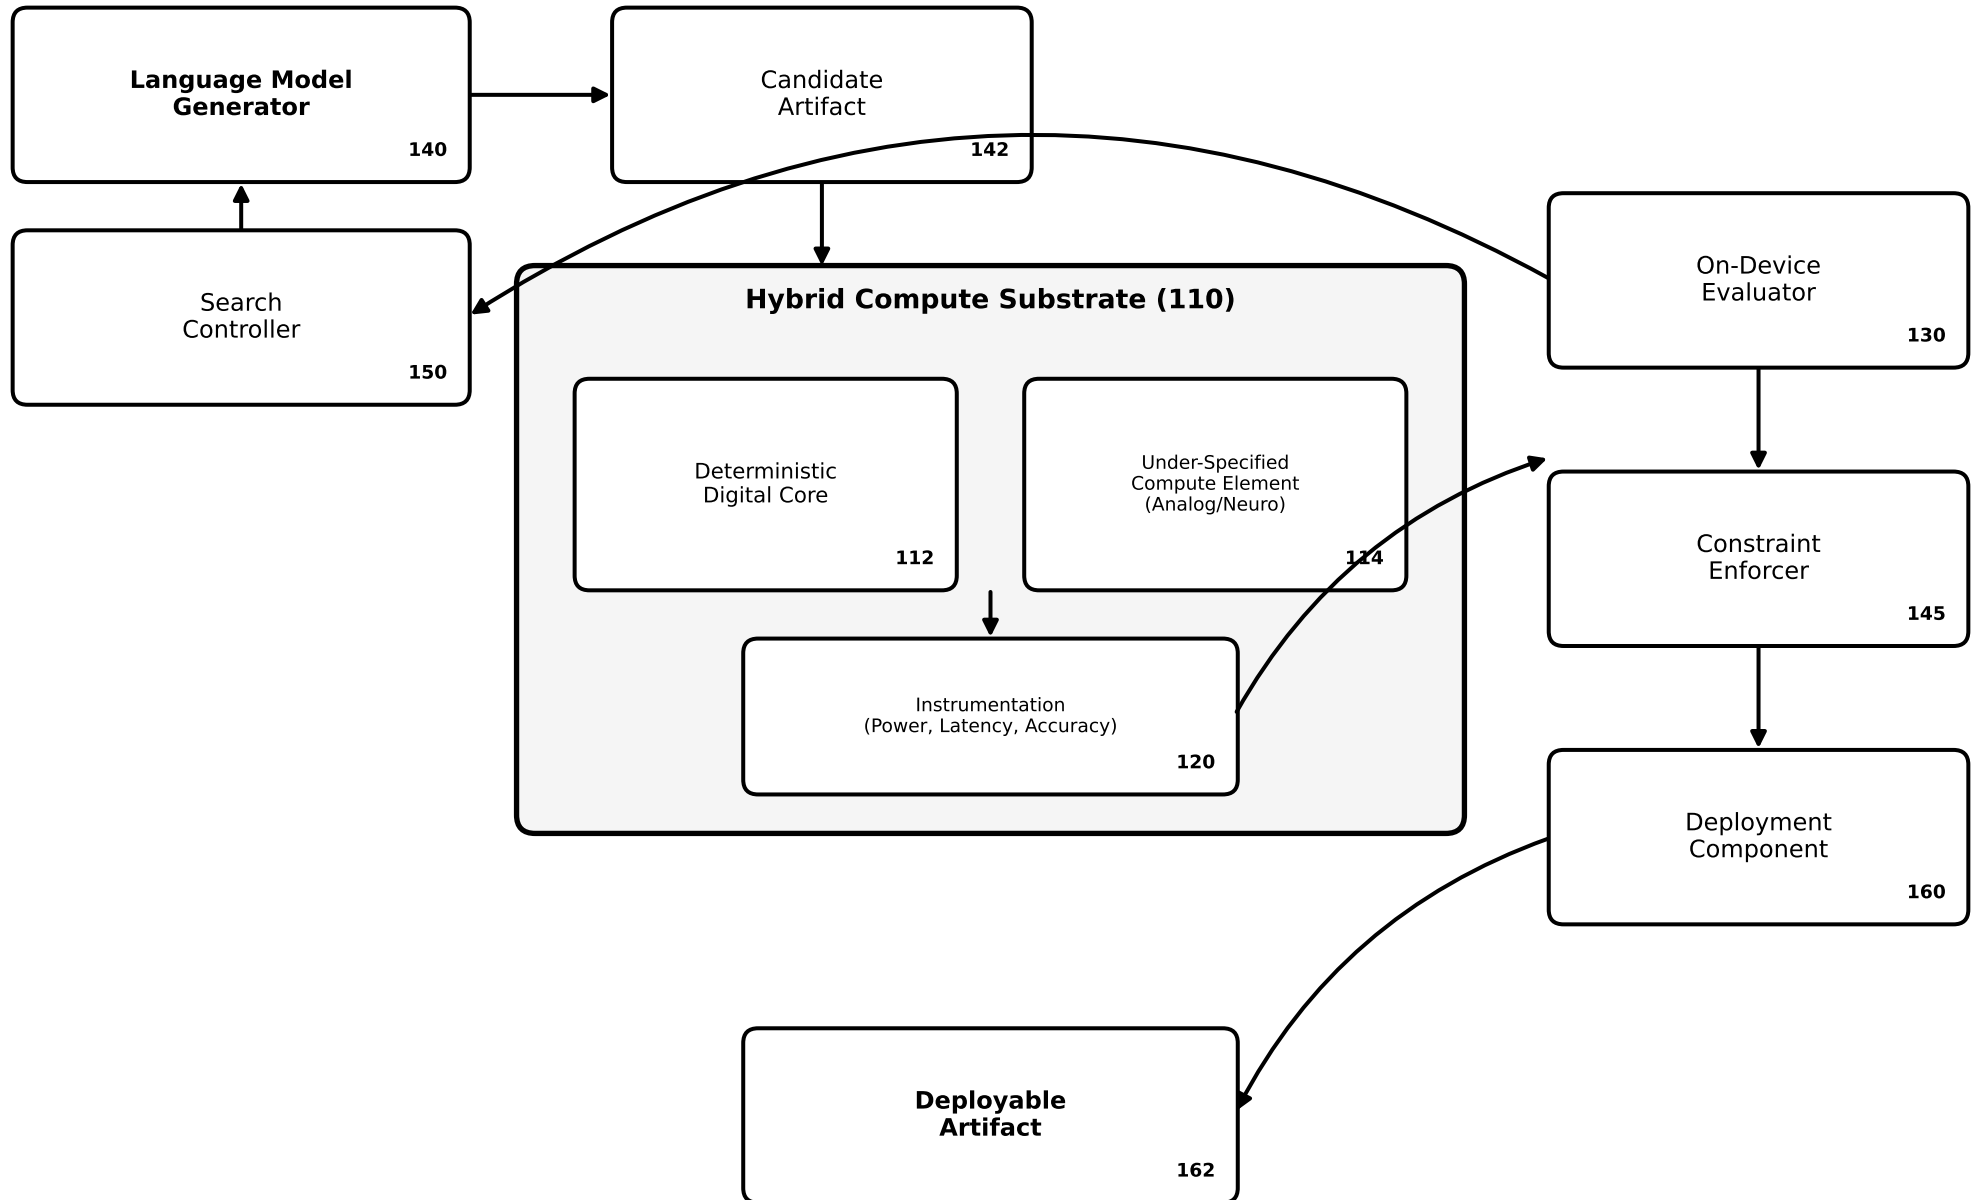 Language Model
Generator
140
Candidate
Artifact
142
Search
Controller
150
On-Device
Evaluator
130
Hybrid Compute Substrate (110)
Deterministic
Digital Core
112
Under-Specified
Compute Element
(Analog/Neuro)
114
Instrumentation
(Power, Latency, Accuracy)
120
Constraint
Enforcer
145
Deployment
Component
160
Deployable
Artifact
162